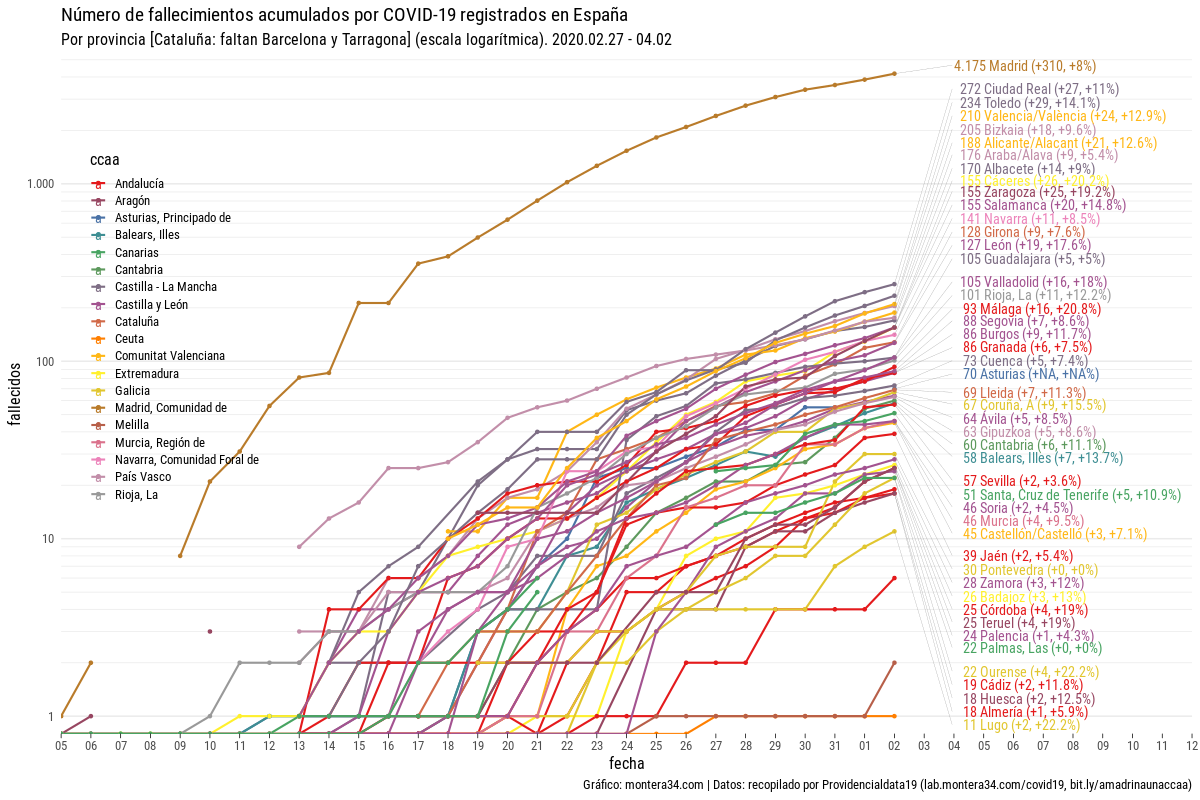 Número de fallecimientos acumulados por COVID-19 registrados en España
Por provincia [Cataluña: faltan Barcelona y Tarragona] (escala logarítmica). 2020.02.27 - 04.02
4.175 Madrid (+310, +8%)
272 Ciudad Real (+27, +11%)
234 Toledo (+29, +14.1%)
210 Valencia/València (+24, +12.9%)
205 Bizkaia (+18, +9.6%)
188 Alicante/Alacant (+21, +12.6%)
176 Araba/Álava (+9, +5.4%)
170 Albacete (+14, +9%)
155 Cáceres (+26, +20.2%)
155 Zaragoza (+25, +19.2%)
155 Salamanca (+20, +14.8%)
141 Navarra (+11, +8.5%)
128 Girona (+9, +7.6%)
127 León (+19, +17.6%)
105 Guadalajara (+5, +5%)
105 Valladolid (+16, +18%)
101 Rioja, La (+11, +12.2%)
93 Málaga (+16, +20.8%)
88 Segovia (+7, +8.6%)
86 Burgos (+9, +11.7%)
86 Granada (+6, +7.5%)
73 Cuenca (+5, +7.4%)
70 Asturias (+NA, +NA%)
69 Lleida (+7, +11.3%)
67 Coruña, A (+9, +15.5%)
64 Ávila (+5, +8.5%)
63 Gipuzkoa (+5, +8.6%)
60 Cantabria (+6, +11.1%)
58 Balears, Illes (+7, +13.7%)
57 Sevilla (+2, +3.6%)
51 Santa, Cruz de Tenerife (+5, +10.9%)
46 Soria (+2, +4.5%)
46 Murcia (+4, +9.5%)
45 Castellón/Castelló (+3, +7.1%)
39 Jaén (+2, +5.4%)
30 Pontevedra (+0, +0%)
28 Zamora (+3, +12%)
26 Badajoz (+3, +13%)
25 Córdoba (+4, +19%)
25 Teruel (+4, +19%)
24 Palencia (+1, +4.3%)
22 Palmas, Las (+0, +0%)
22 Ourense (+4, +22.2%)
19 Cádiz (+2, +11.8%)
18 Huesca (+2, +12.5%)
18 Almería (+1, +5.9%)
11 Lugo (+2, +22.2%)
ccaa
Andalucía
Aragón
Asturias, Principado de
Balears, Illes
Canarias
Cantabria
Castilla - La Mancha
Castilla y León
Cataluña
Ceuta
Comunitat Valenciana
Extremadura
Galicia
Madrid, Comunidad de
Melilla
Murcia, Región de
Navarra, Comunidad Foral de
País Vasco
Rioja, La
fallecidos
1.000
100
10
1
05 06 07 08 09 10 11 12 13 14 15 16 17 18 19 20 21 22 23 24 25 26 27 28 29 30 31 01 02 03 04 05 06 07 08 09 10 11 12
fecha
Gráfico: montera34.com | Datos: recopilado por Providencialdata19 (lab.montera34.com/covid19, bit.ly/amadrinaunaccaa)